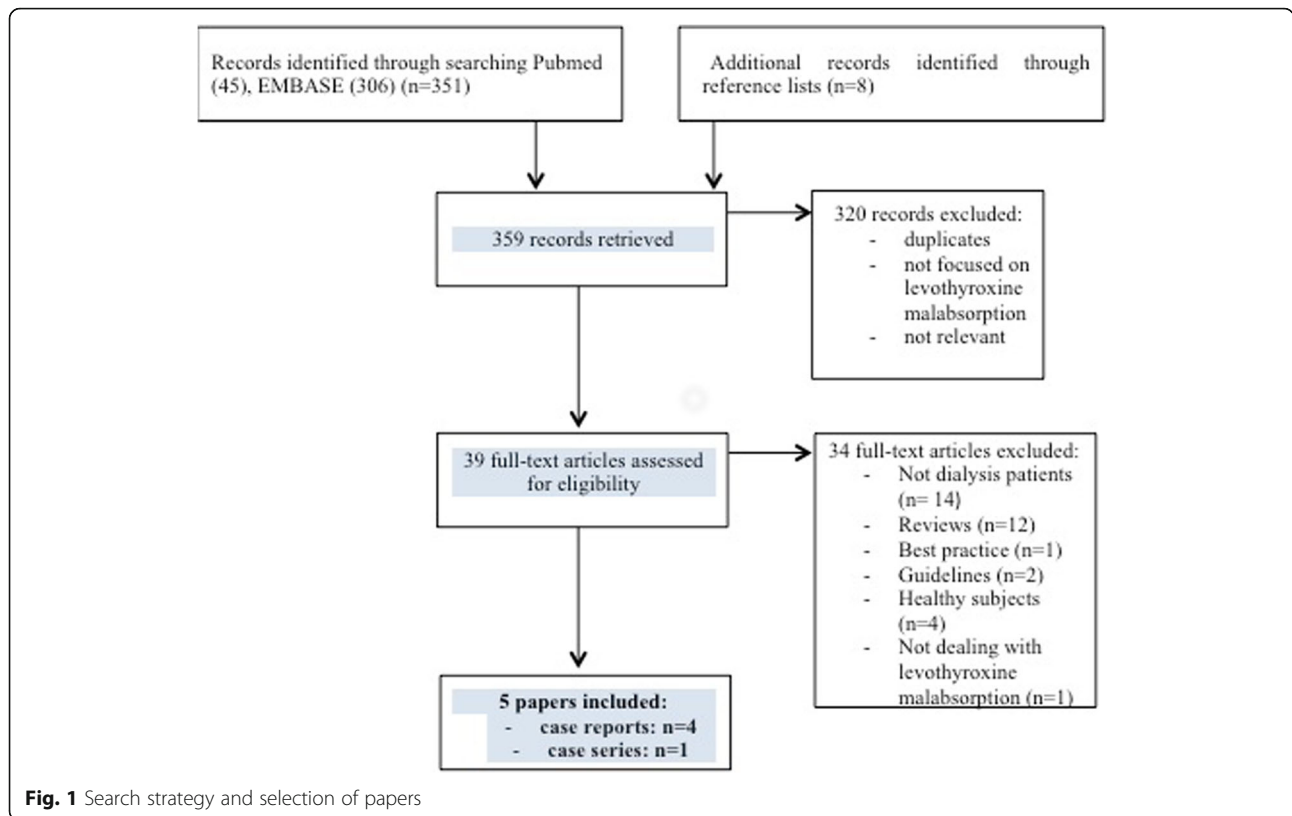 Records identified through searching Pubmed
(45), EMBASE (306) (n=351)
Additional records identified through
reference lists (n=8)
359 records retrieved
320 records excluded:
- duplicates
- not focused on
levothyroxine
malabsorption
- not relevant
39 full-text articles assessed
for eligibility
34 full-text articles excluded:
- Not dialysis patients
(n= 14)
- Reviews (n=12)
- Best practice (n=1)
- Guidelines (n=2)
- Healthy subjects
(n=4)
- Not dealing with
levothyroxine
malabsorption (n=1)
5 papers included:
- case reports: n=4
- case series: n=1
Fig. 1 Search strategy and selection of papers